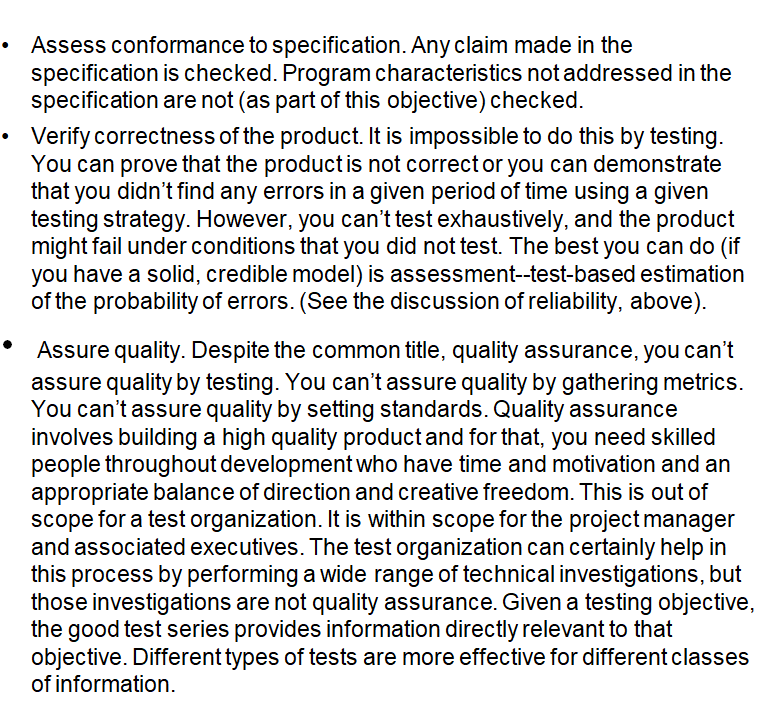 • Assess conformance to specification. Any claim made in the
specification is checked. Program characteristics not addressed in the
specification are not (as part of this objective) checked.
• Verify correctness of the product. It is impossible to do this by testing.
You can prove that the product is not correct or you can demonstrate
that you didn’t find any errors in a given period of time using a given
testing strategy. However, you can’t test exhaustively, and the product
might fail under conditions that you did not test. The best you can do (if
you have a solid, credible model) is assessment--test-based estimation
of the probability of errors. (See the discussion of reliability, above).
• Assure quality. Despite the common title, quality assurance, you can’t
assure quality by testing. You can’t assure quality by gathering metrics.
You can’t assure quality by setting standards. Quality assurance
involves building a high quality product and for that, you need skilled
people throughout development who have time and motivation and an
appropriate balance of direction and creative freedom. This is out of
scope for a test organization. It is within scope for the project manager
and associated executives. The test organization can certainly help in
this process by performing a wide range of technical investigations, but
those investigations are not quality assurance. Given a testing objective,
the good test series provides information directly relevant to that
objective. Different types of tests are more effective for different classes
of information.